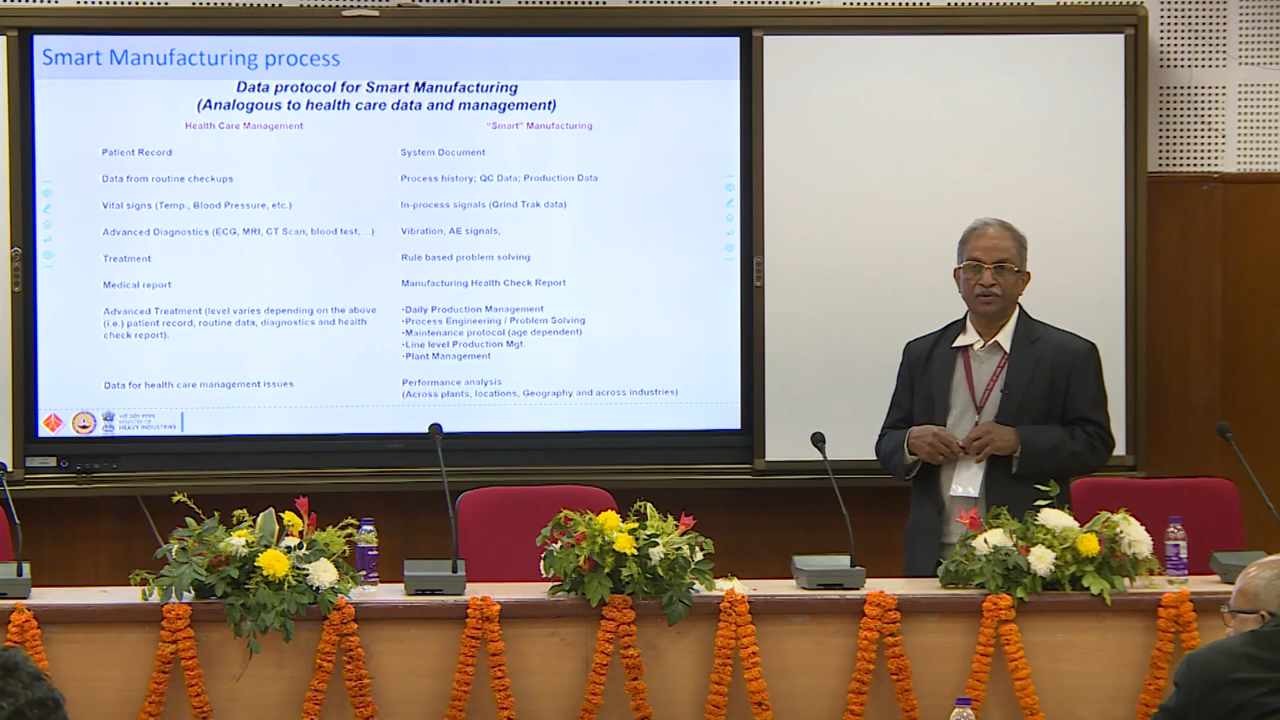 Smart Manufacturing process
Data protocol for Smart Manufacturing
(Analogous to health care data and management)
Health Care Management
"Smart" Manufacturing
Patient Record
System Document
Data from routine checkups
Process history; QC Data; Production Data
Vital signs (Temp., Blood Pressure, etc.)
In-process signals (Grind Trak data)
Advanced Diagnostics (ECG, MRI, CT Scan, blood test, ...)
Vibration, AE signals,
Treatment
Rule based problem solving
Medical report
Manufacturing Health Check Report
Advanced Treatment (level varies depending on the above
(i.e.) patient record, routine data, diagnostics and health
check report).
•Daily Production Management
•Process Engineering / Problem Solving
•Maintenance protocol (age dependent)
•Line level Production Mgt.
•Plant Management
Data for health care management issues
Performance analysis
(Across plants, locations, Geography and across industries)
MINISTRY OF
HEAVY INDUSTRIES